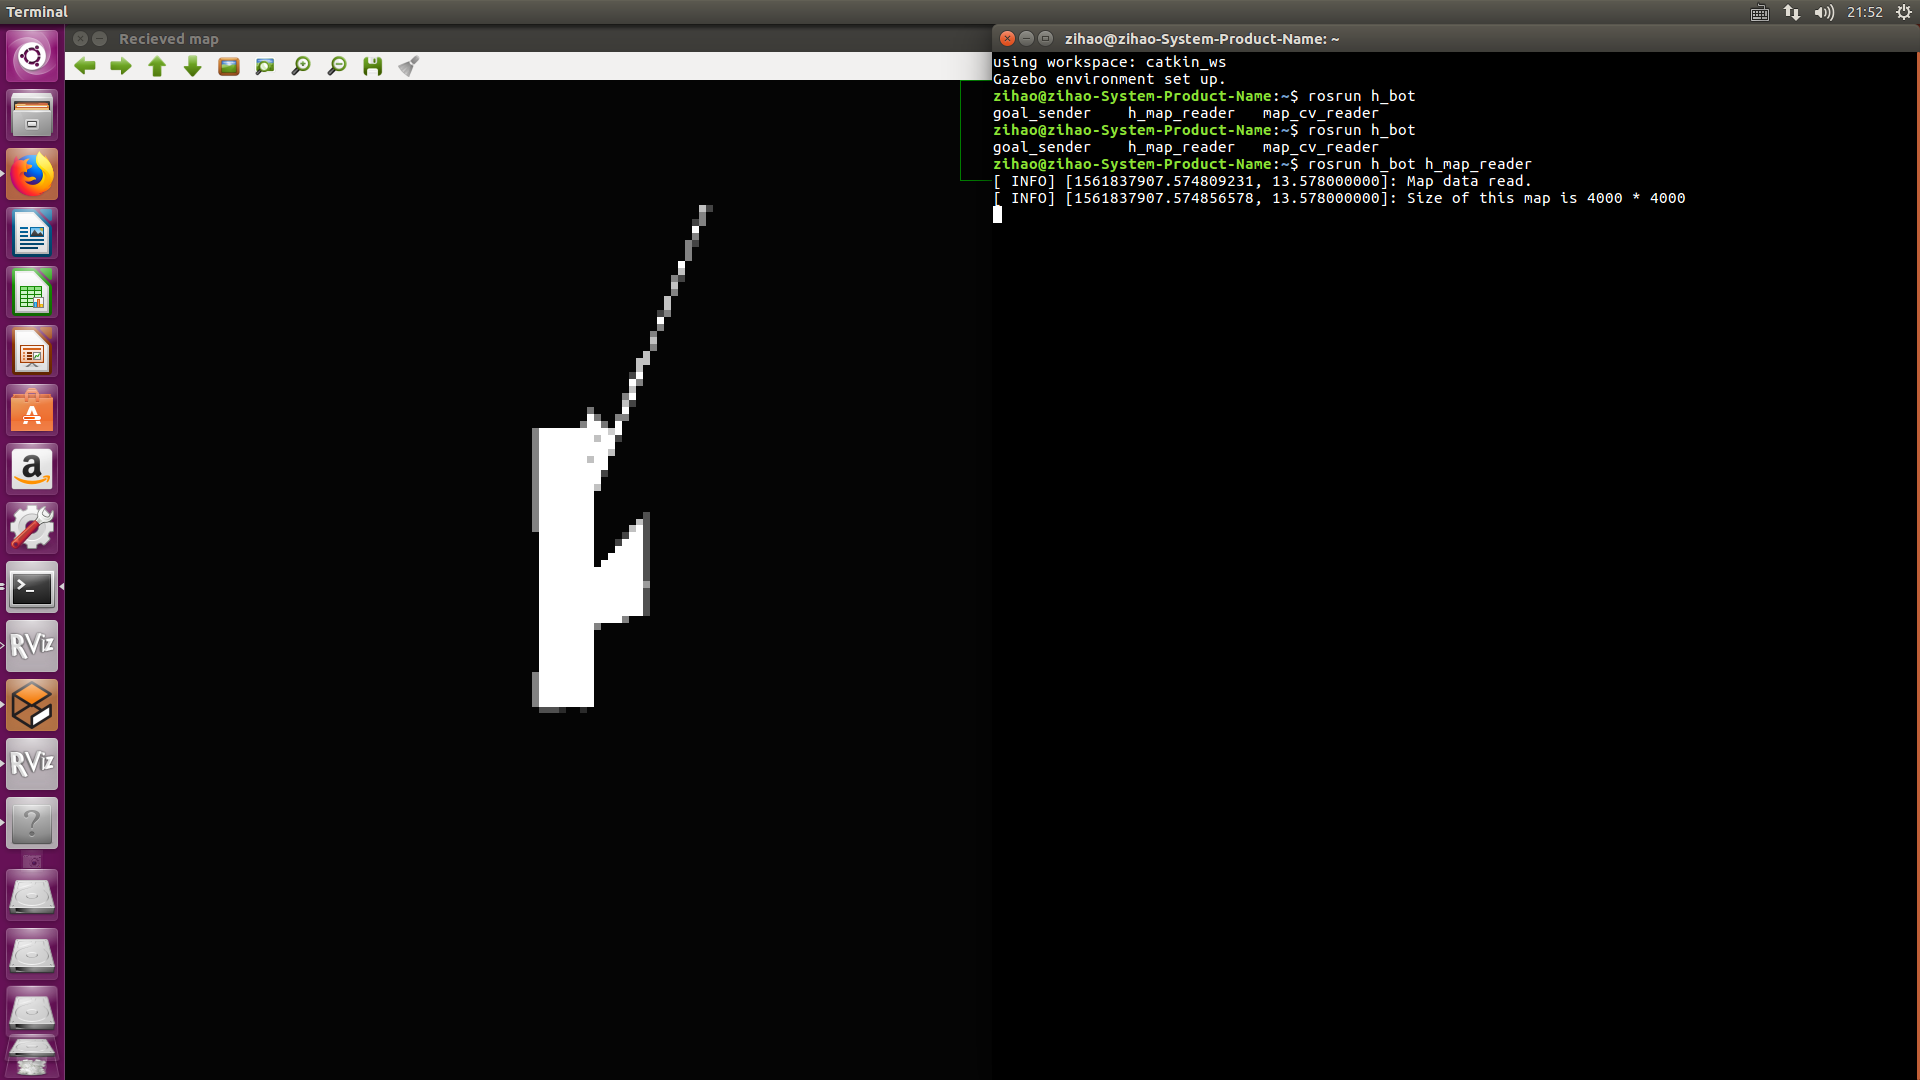 Terminal
21:52
Recieved map
zihao@zihao-System-Product-Name: ~
using workspace: catkin_ws
Gazebo environment set up.
zihao@zihao-System-Product-Name:~$ rosrun h_bot
goal_sender    h_map_reader   map_cv_reader
zihao@zihao-System-Product-Name:~$ rosrun h_bot
goal_sender    h_map_reader   map_cv_reader
zihao@zihao-System-Product-Name:~$ rosrun h_bot h_map_reader
[ INFO] [1561837907.574809231, 13.578000000]: Map data read.
[ INFO] [1561837907.574856578, 13.578000000]: Size of this map is 4000 * 4000
A
a
>_
RViz
RViz
?